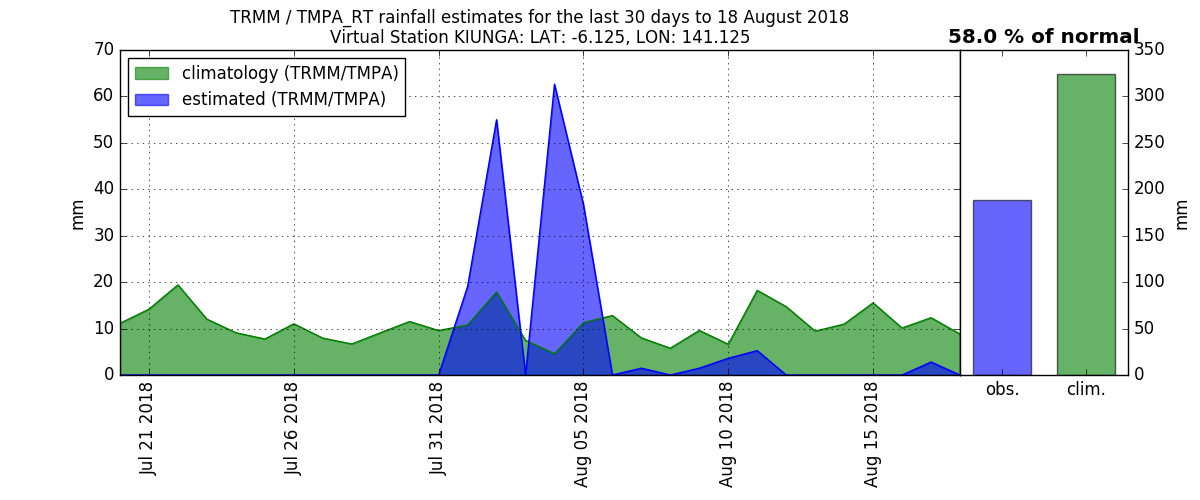 TRMM / TMPA_RT rainfall estimates for the last 30 days to 18 August 2018
Virtual Station KIUNGA: LAT: -6.125, LON: 141.125
58.0 % of normal
climatology (TRMM/TMPA)
estimated (TRMM/TMPA)
mm
70
60
50
40
30
20
10
0
Jul 21 2018
Jul 26 2018
Jul 31 2018
Aug 05 2018
Aug 10 2018
Aug 15 2018
obs.
clim.
350
300
250
200
150
100
50
0
mm